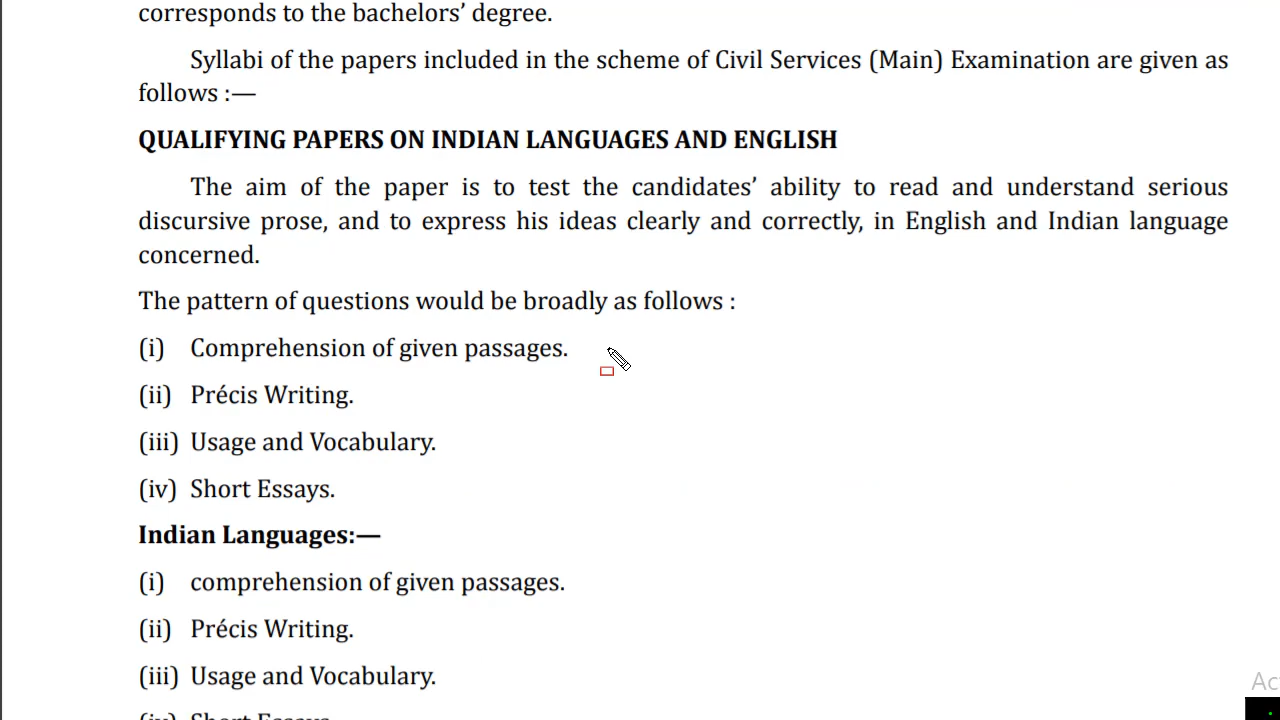 corresponds to the bachelors’ degree.
Syllabi of the papers included in the scheme of Civil Services (Main) Examination are given as
follows :—
QUALIFYING PAPERS ON INDIAN LANGUAGES AND ENGLISH
The aim of the paper is to test the candidates’ ability to read and understand serious
discursive prose, and to express his ideas clearly and correctly, in English and Indian language
concerned.
The pattern of questions would be broadly as follows :
(i) Comprehension of given passages.
(ii) Précis Writing.
(iii) Usage and Vocabulary.
(iv) Short Essays.
Indian Languages:—
(i) comprehension of given passages.
(ii) Précis Writing.
(iii) Usage and Vocabulary.
(iv) Short Essays.